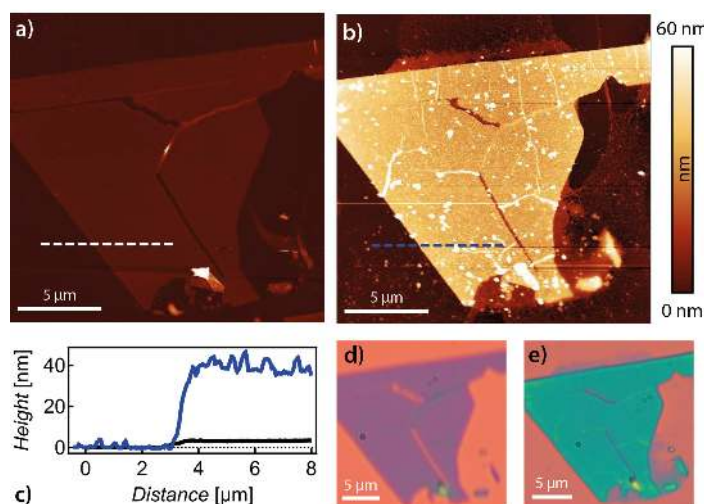 a)
b)
60 nm
nm
0 nm
5 μm
5 μm
Height [nm]
40
20
0
0
2
4
6
8
c)
Distance [μm]
d)
e)
5 μm
5 μm